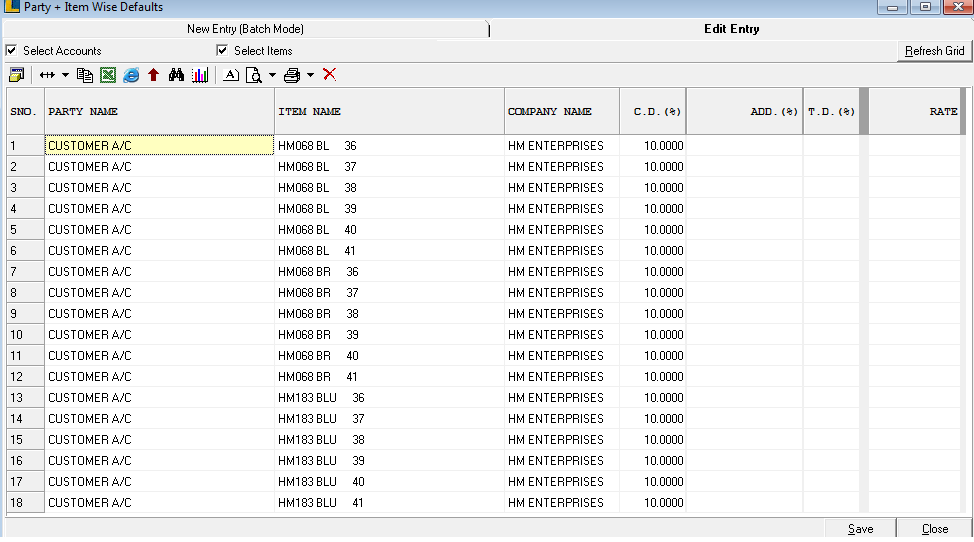 Party + Item Wise Defaults
New Entry (Batch Mode) Edit Entry
Select Accounts Select Items Refresh Grid
SNO. PARTY NAME ITEM NAME COMPANY NAME C.D.(%) ADD.(%) T.D.(%) RATE
1 CUSTOMER A/C HM068 BL 36 HM ENTERPRISES 10.0000
2 CUSTOMER A/C HM068 BL 37 HM ENTERPRISES 10.0000
3 CUSTOMER A/C HM068 BL 38 HM ENTERPRISES 10.0000
4 CUSTOMER A/C HM068 BL 39 HM ENTERPRISES 10.0000
5 CUSTOMER A/C HM068 BL 40 HM ENTERPRISES 10.0000
6 CUSTOMER A/C HM068 BL 41 HM ENTERPRISES 10.0000
7 CUSTOMER A/C HM068 BR 36 HM ENTERPRISES 10.0000
8 CUSTOMER A/C HM068 BR 37 HM ENTERPRISES 10.0000
9 CUSTOMER A/C HM068 BR 38 HM ENTERPRISES 10.0000
10 CUSTOMER A/C HM068 BR 39 HM ENTERPRISES 10.0000
11 CUSTOMER A/C HM068 BR 40 HM ENTERPRISES 10.0000
12 CUSTOMER A/C HM068 BR 41 HM ENTERPRISES 10.0000
13 CUSTOMER A/C HM183 BLU 36 HM ENTERPRISES 10.0000
14 CUSTOMER A/C HM183 BLU 37 HM ENTERPRISES 10.0000
15 CUSTOMER A/C HM183 BLU 38 HM ENTERPRISES 10.0000
16 CUSTOMER A/C HM183 BLU 39 HM ENTERPRISES 10.0000
17 CUSTOMER A/C HM183 BLU 40 HM ENTERPRISES 10.0000
18 CUSTOMER A/C HM183 BLU 41 HM ENTERPRISES 10.0000
Save Close